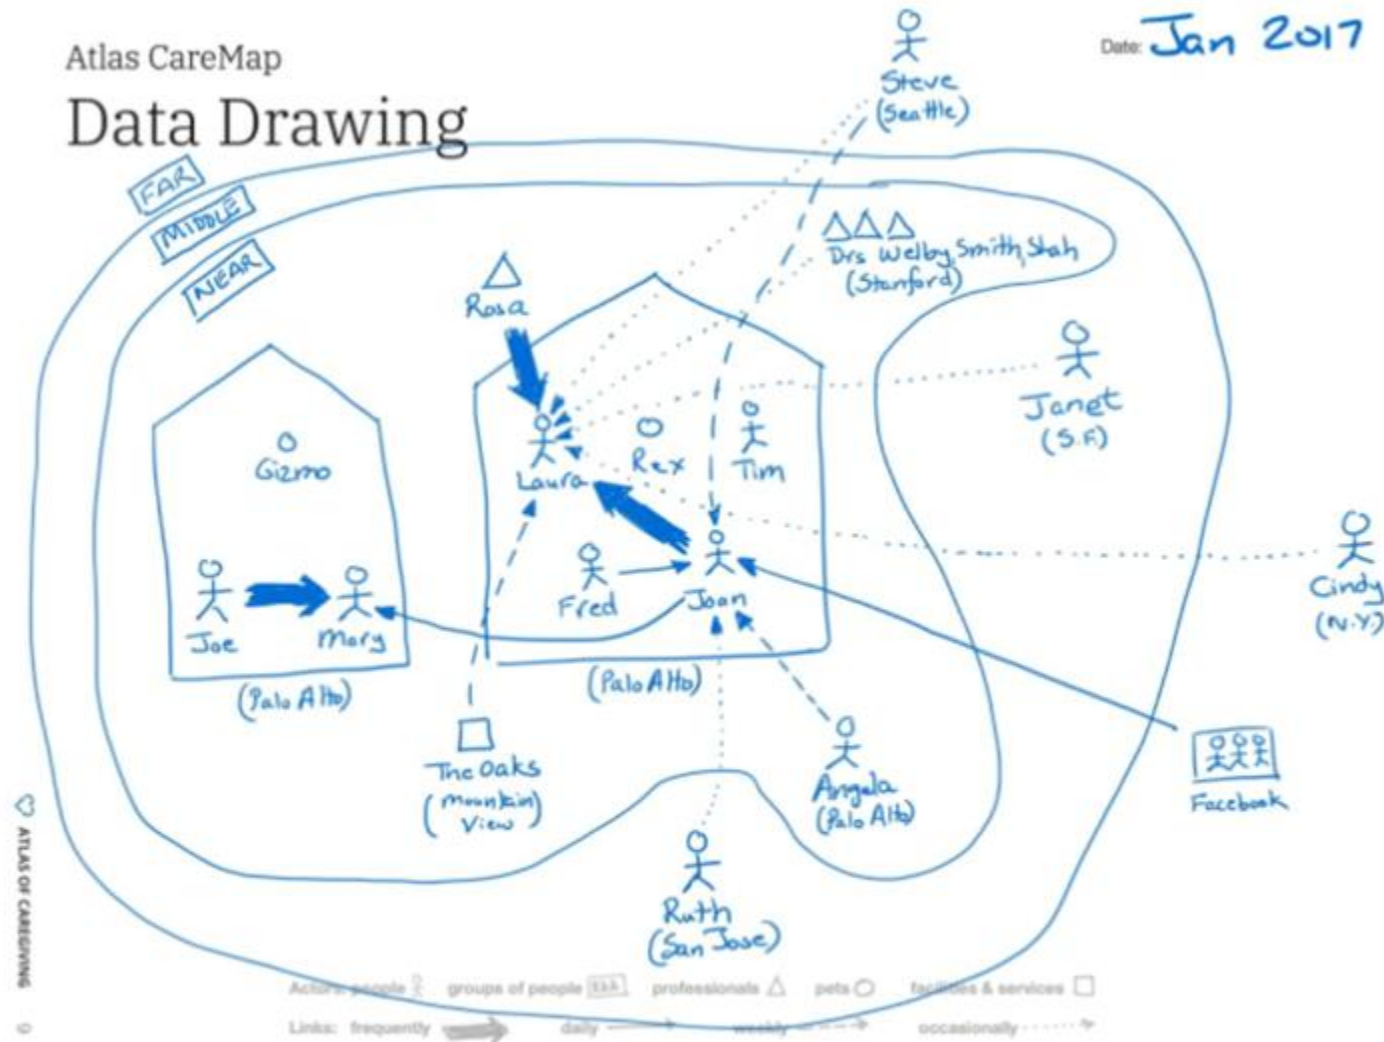 Atlas CareMap
Data Drawing
Date: Jan 2017
Steve
(Seattle)
FAR
MIDDLE
NEAR
Drs Welby, Smith, Shah
(Stanford)
Rosa
Janet
(S.F.)
Gizmo
Laura
Rex
Tim
Cindy
(N.Y.)
Joe
Mary
Fred
Joan
(Palo Alto)
(Palo Alto)
The Oaks
(Mountain
View)
Angela
(Palo Alto)
Facebook
Ruth
(San Jose)
ATLAS OF CAREGIVING
Actors: people groups of people professionals pets facilities & services
Links: frequently daily weekly occasionally